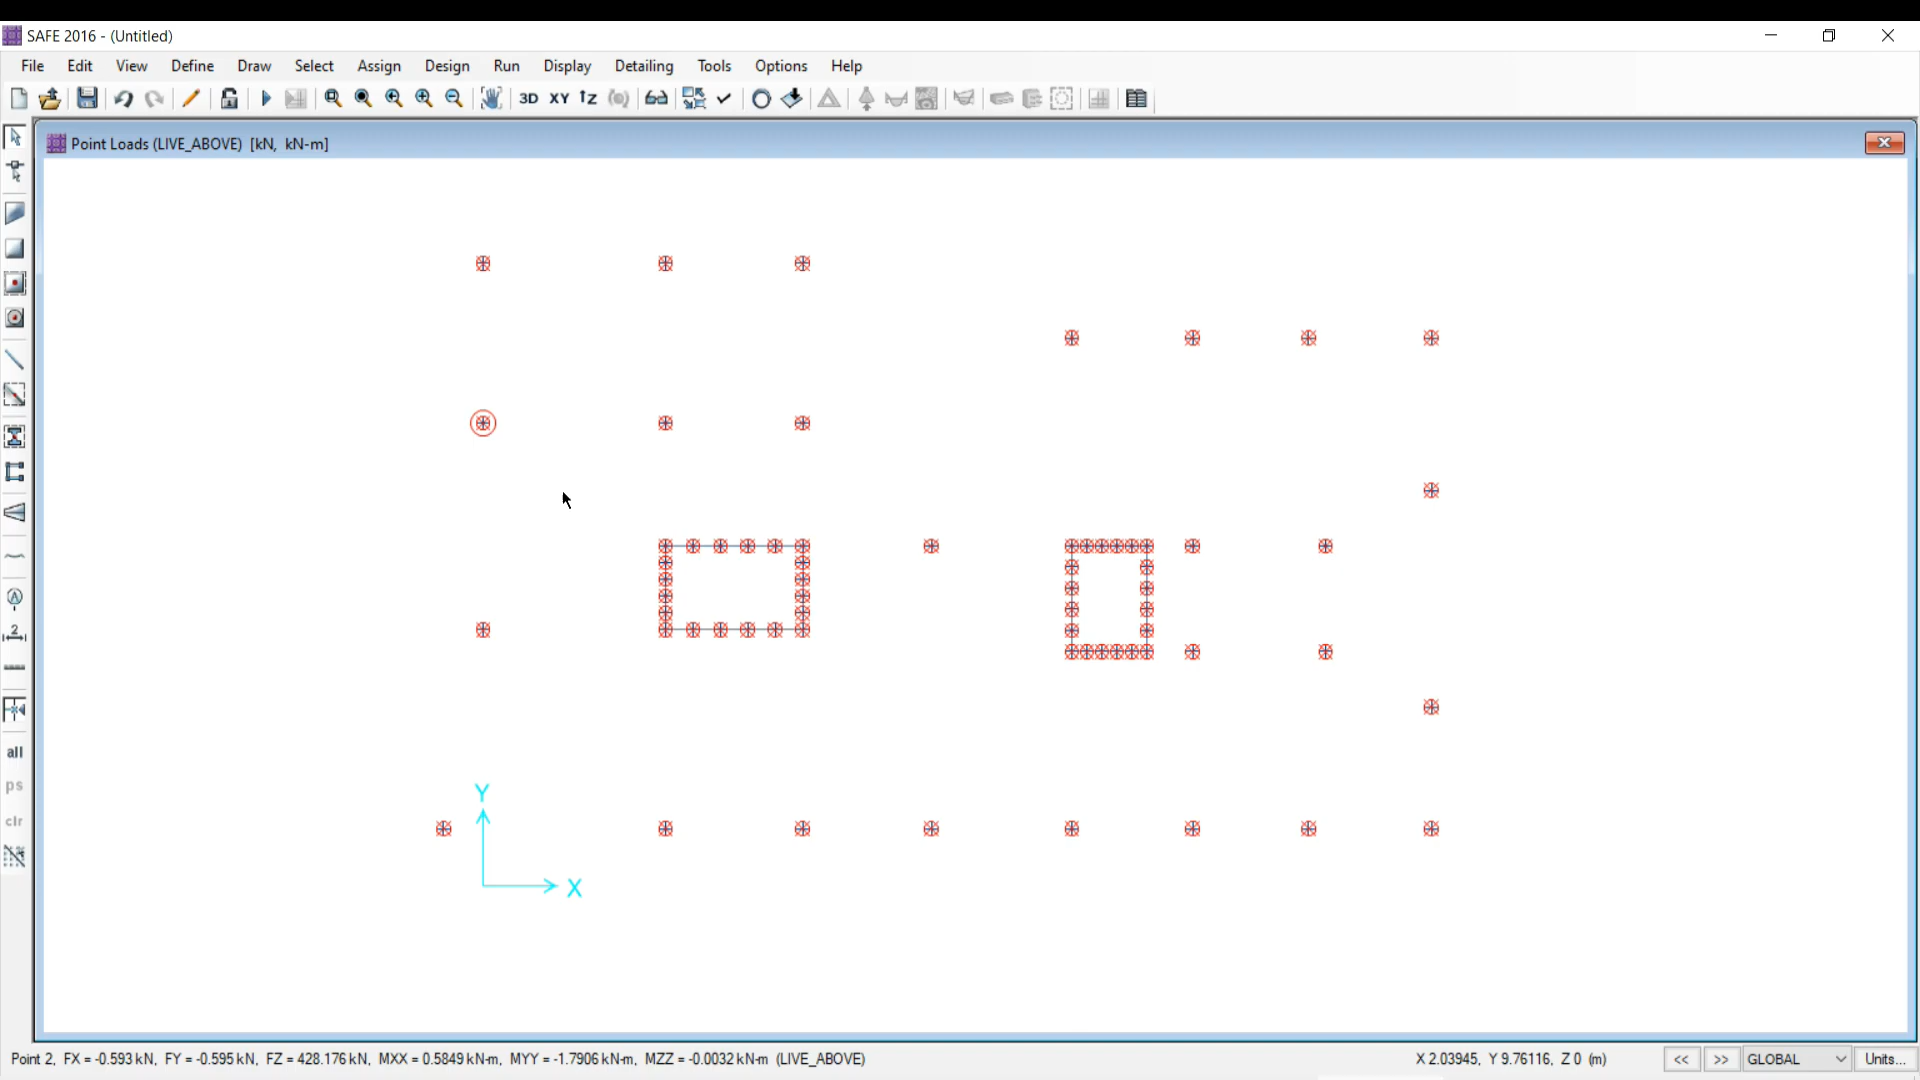 SAFE 2016 - (Untitled)
File Edit View Define Draw Select Assign Design Run Display Detailing Tools Options Help
3D XY
Point Loads (LIVE_ABOVE) [kN, kN-m]
2
all
ps
clr
Y
X
Point 2, FX = -0.593 kN, FY = -0.595 kN, FZ = 428.176 kN, MXX = 0.5849 kN-m, MYY = -1.7906 kN-m, MZZ = -0.0032 kN-m (LIVE_ABOVE) X 2.03945, Y 9.76116, Z 0 (m) << >> GLOBAL Units...